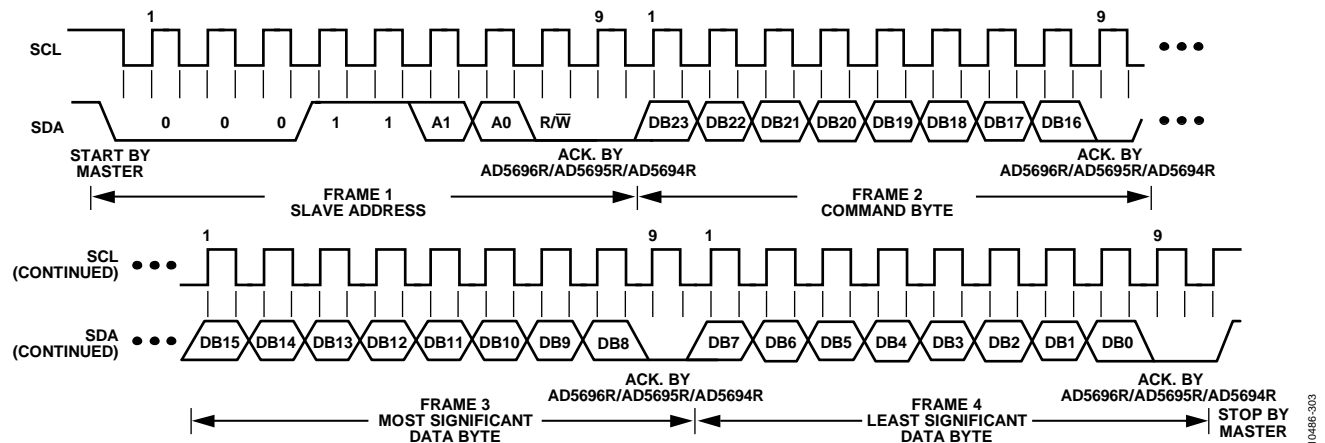 1 9 1 9
SCL
SDA 0 0 0 1 1 A1 A0 R/W̅ DB23 DB22 DB21 DB20 DB19 DB18 DB17 DB16
START BY
MASTER
ACK. BY
AD5696R/AD5695R/AD5694R
ACK. BY
AD5696R/AD5695R/AD5694R
FRAME 1
SLAVE ADDRESS
FRAME 2
COMMAND BYTE
1 9 1 9
SCL
(CONTINUED)
SDA
(CONTINUED)
DB15 DB14 DB13 DB12 DB11 DB10 DB9 DB8 DB7 DB6 DB5 DB4 DB3 DB2 DB1 DB0
ACK. BY
AD5696R/AD5695R/AD5694R
ACK. BY
AD5696R/AD5695R/AD5694R
FRAME 3
MOST SIGNIFICANT
DATA BYTE
FRAME 4
LEAST SIGNIFICANT
DATA BYTE
STOP BY
MASTER
10486-303